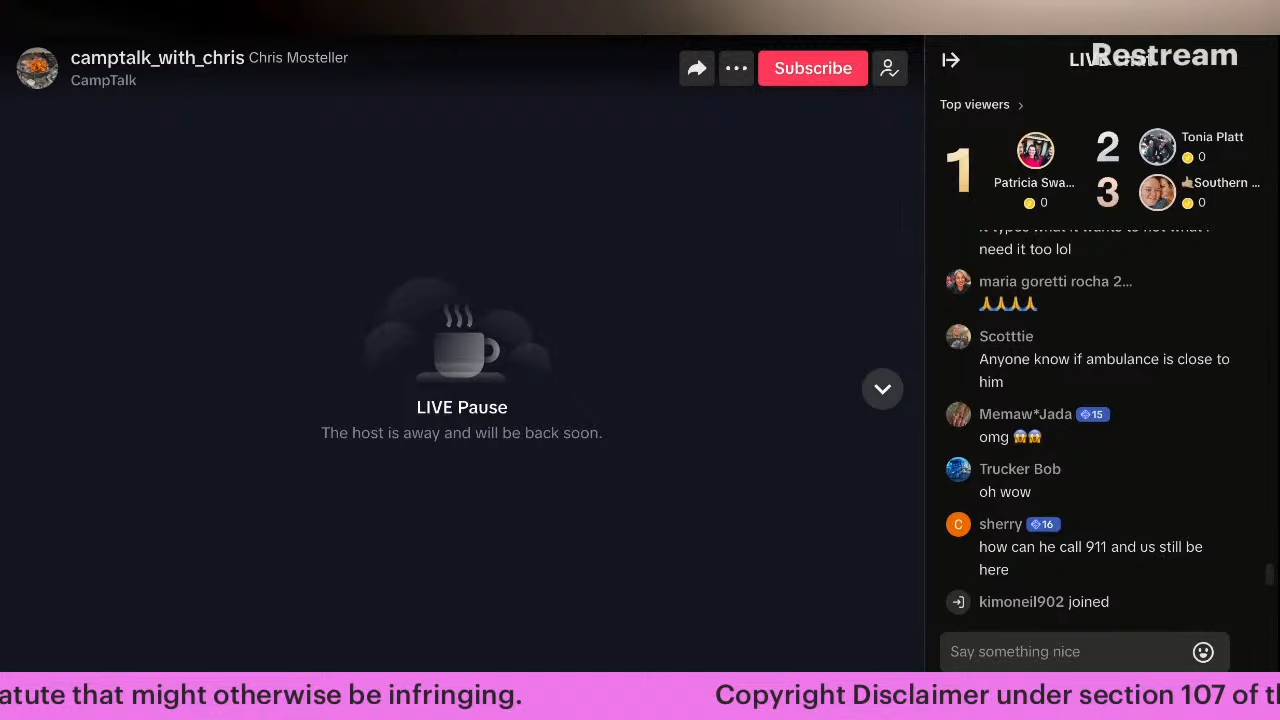 camptalk_with_chris Chris Mosteller
CampTalk
Subscribe
LIVE Pause
The host is away and will be back soon.
Restream
Top viewers
1
Patricia Swa...
0
2
Tonia Platt
0
3
Southern ...
0
need it too lol
maria goretti rocha 2...
Scotttie
Anyone know if ambulance is close to
him
Memaw*Jada 15
omg
Trucker Bob
oh wow
C
sherry 16
how can he call 911 and us still be
here
kimoneil902 joined
Say something nice
atute that might otherwise be infringing. Copyright Disclaimer under section 107 of th